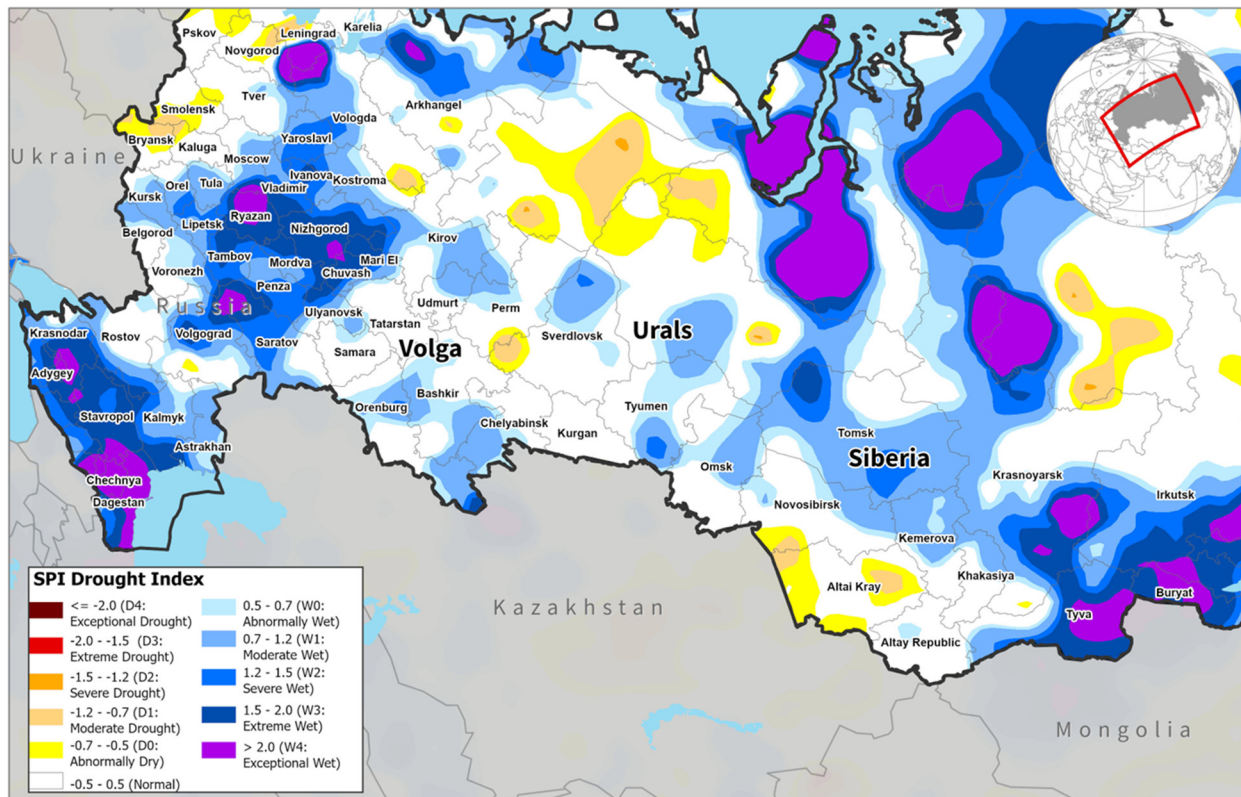 Pskov
Leningrad
Karelia
Novgorod
Tver
Arkhangel
Smolensk
Vologda
Bryansk
Kaluga
Yaroslavl
Ukraine
Moscow
Ivanova
Kostroma
Orel
Tula
Vladimir
Kursk
Ryazan
Lipetsk
Nizhgorod
Belgorod
Kirov
Tambov
Mordva
Mari El
Voronezh
Chuvash
Penza
Russia
Udmurt
Perm
Ulyanovsk
Krasnodar
Rostov
Volgograd
Tatarstan
Sverdlovsk
Urals
Saratov
Samara
Volga
Adygey
Bashkir
Stavropol
Kalmyk
Orenburg
Tyumen
Chelyabinsk
Kurgan
Tomsk
Astrakhan
Siberia
Omsk
Krasnoyarsk
Chechnya
Irkutsk
Dagestan
Novosibirsk
Kemerova
Altai Kray
Khakasiya
Buryat
Tyva
Kazakhstan
Altay Republic
Mongolia
SPI Drought Index
<= -2.0 (D4:
Exceptional Drought)
-2.0 - -1.5 (D3:
Extreme Drought)
-1.5 - -1.2 (D2:
Severe Drought)
-1.2 - -0.7 (D1:
Moderate Drought)
-0.7 - -0.5 (D0:
Abnormally Dry)
-0.5 - 0.5 (Normal)
0.5 - 0.7 (W0:
Abnormally Wet)
0.7 - 1.2 (W1:
Moderate Wet)
1.2 - 1.5 (W2:
Severe Wet)
1.5 - 2.0 (W3:
Extreme Wet)
> 2.0 (W4:
Exceptional Wet)